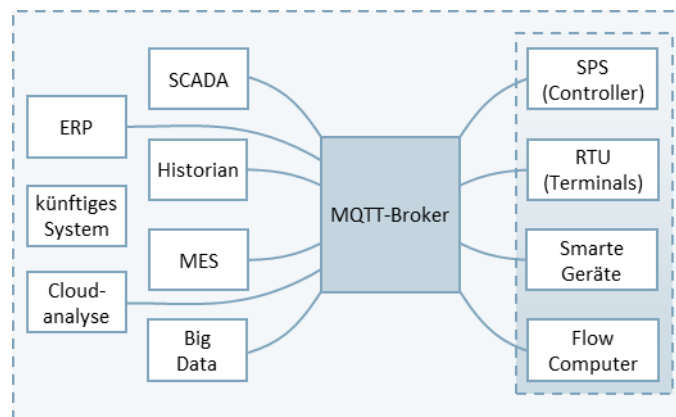 SCADA
ERP
Historian
künftiges
System
MES
Cloud-
analyse
Big
Data
MQTT-Broker
SPS
(Controller)
RTU
(Terminals)
Smarte
Geräte
Flow
Computer